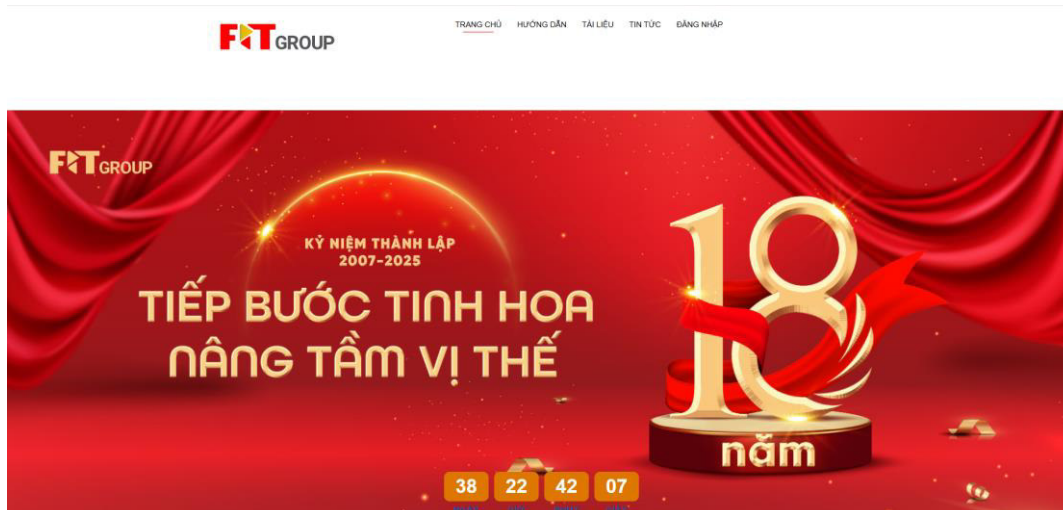 FIT GROUP
TRANG CHỦ HƯỚNG DẪN TÀI LIỆU TIN TỨC ĐĂNG NHẬP
FIT GROUP
KỶ NIỆM THÀNH LẬP
2007-2025
TIẾP BƯỚC TINH HOA
NÂNG TẦM VỊ THẾ
18
năm
38 22 42 07